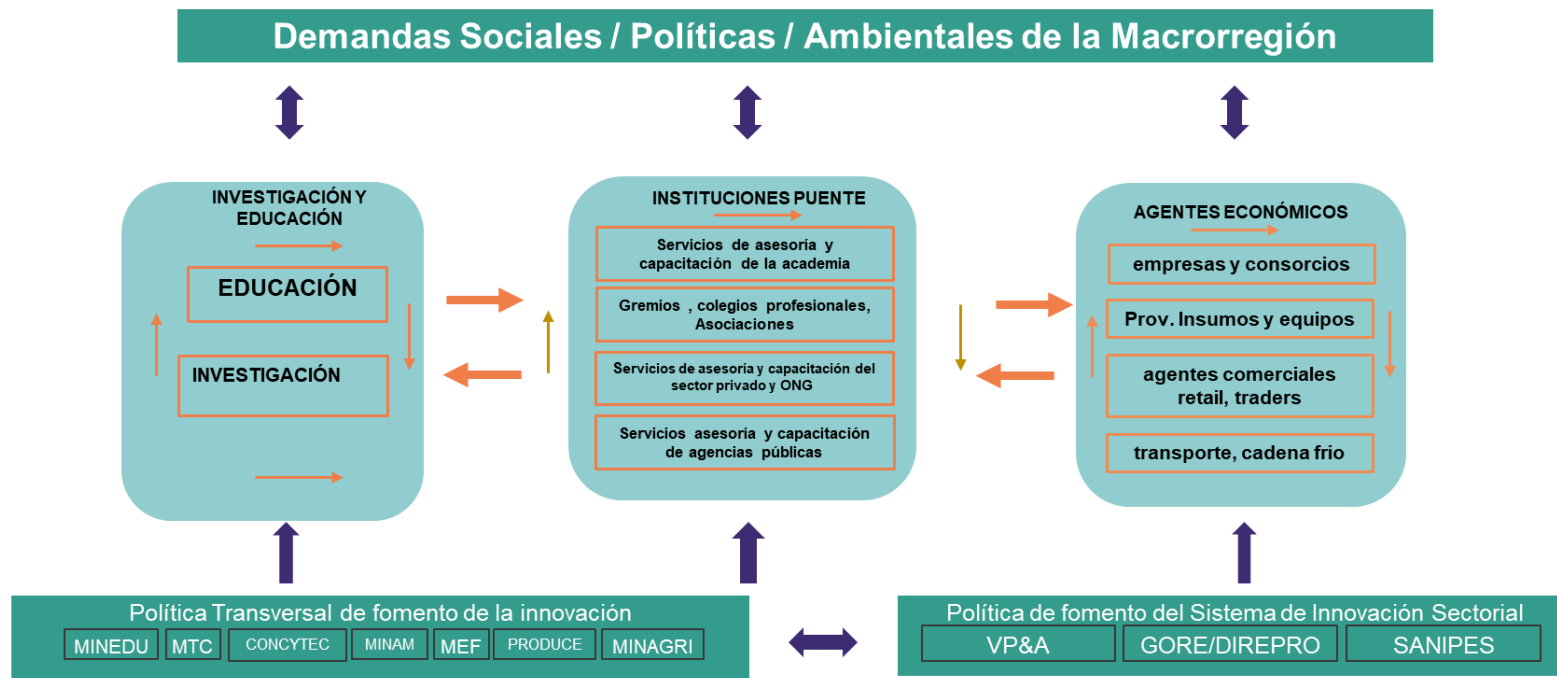 Demandas Sociales / Políticas / Ambientales de la Macrorregión
INVESTIGACIÓN Y
EDUCACIÓN
EDUCACIÓN
INVESTIGACIÓN
INSTITUCIONES PUENTE
Servicios de asesoría y
capacitación de la academia
Gremios , colegios profesionales,
Asociaciones
Servicios de asesoría y capacitación del
sector privado y ONG
Servicios asesoría y capacitación
de agencias públicas
AGENTES ECONÓMICOS
empresas y consorcios
Prov. Insumos y equipos
agentes comerciales
retail, traders
transporte, cadena frio
Política Transversal de fomento de la innovación
MINEDU MTC CONCYTEC MINAM MEF PRODUCE MINAGRI
Política de fomento del Sistema de Innovación Sectorial
VP&A GORE/DIREPRO SANIPES